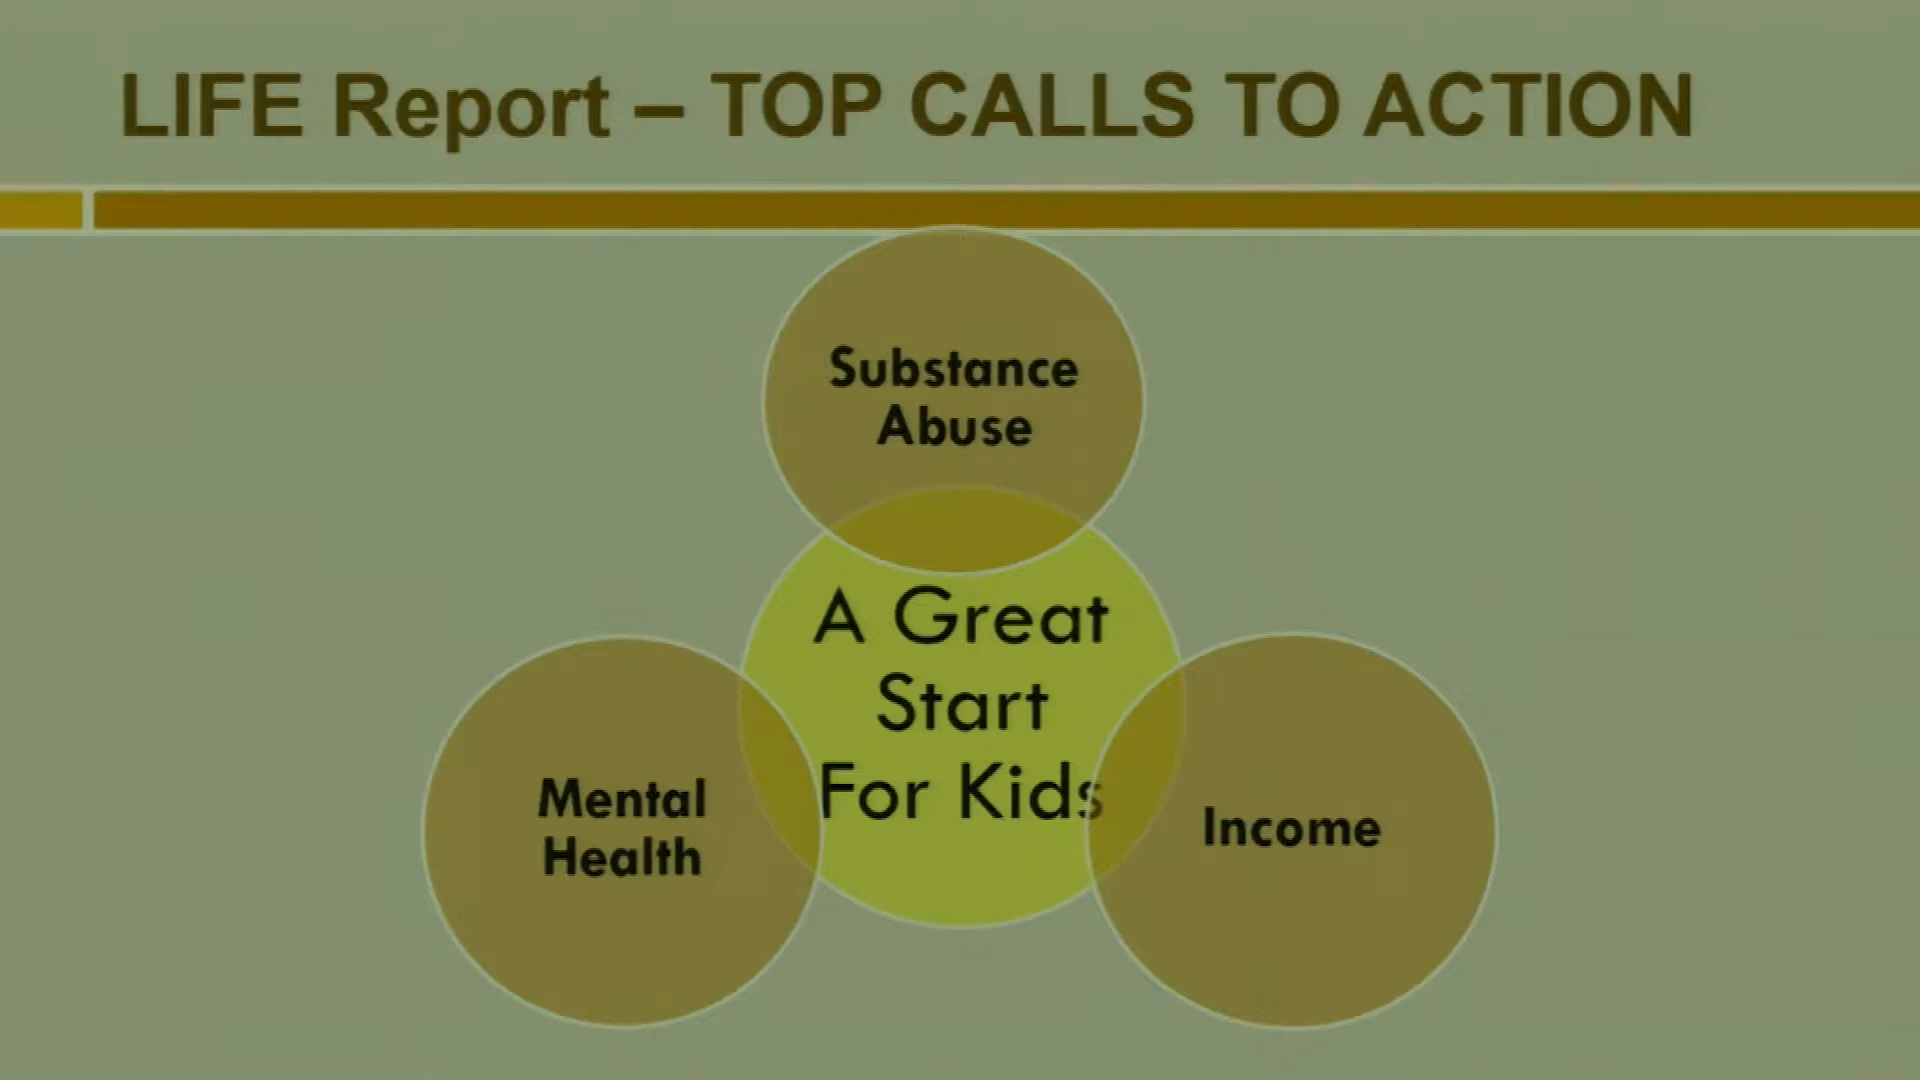 LIFE Report – TOP CALLS TO ACTION
Substance
Abuse
A Great
Start
For Kids
Mental
Health
Income